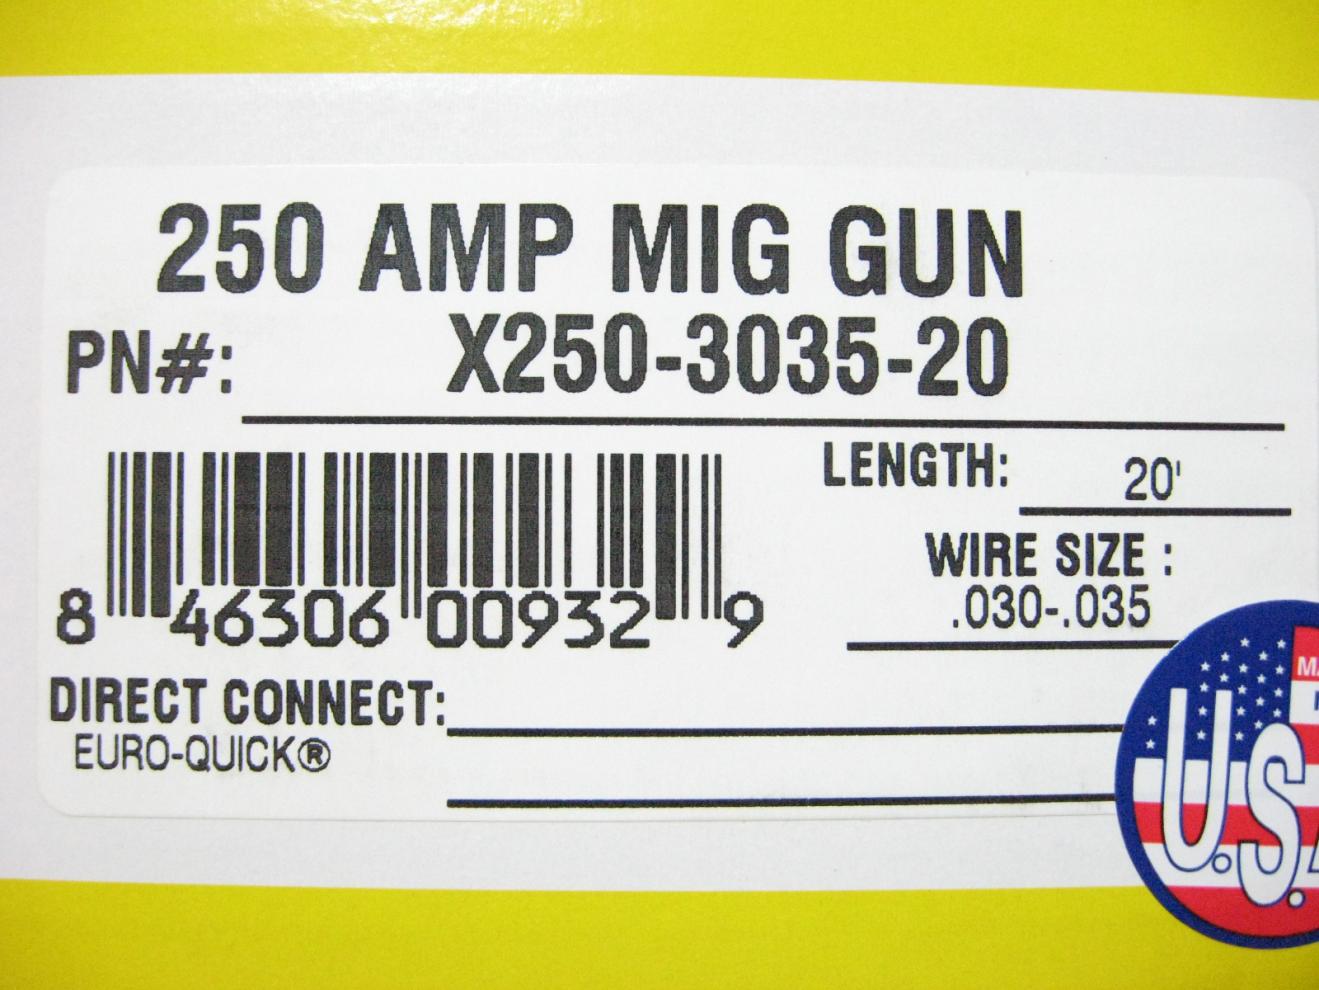 250 AMP MIG GUN
PN#: X250-3035-20
LENGTH: 20'
WIRE SIZE :
.030-.035
8 46306 00932 9
DIRECT CONNECT:
EURO-QUICK®
U.S.